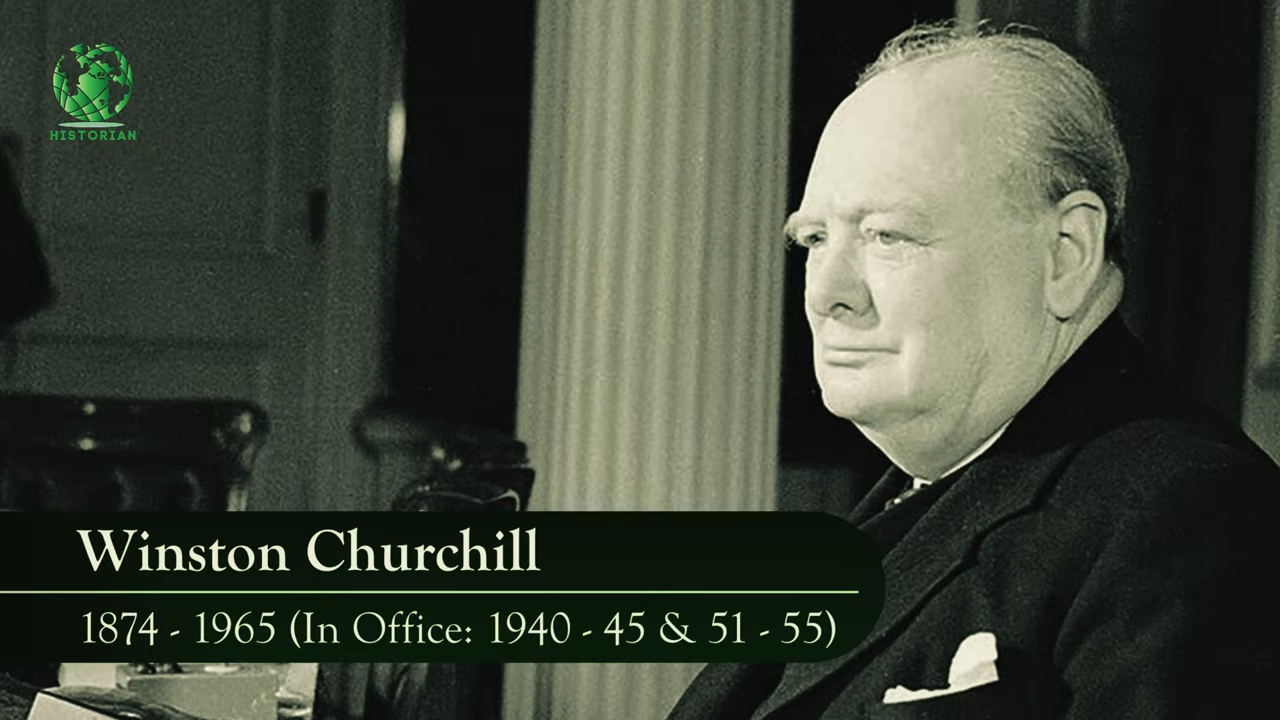 HISTORIAN
Winston Churchill
1874 - 1965 (In Office: 1940 - 45 & 51 - 55)